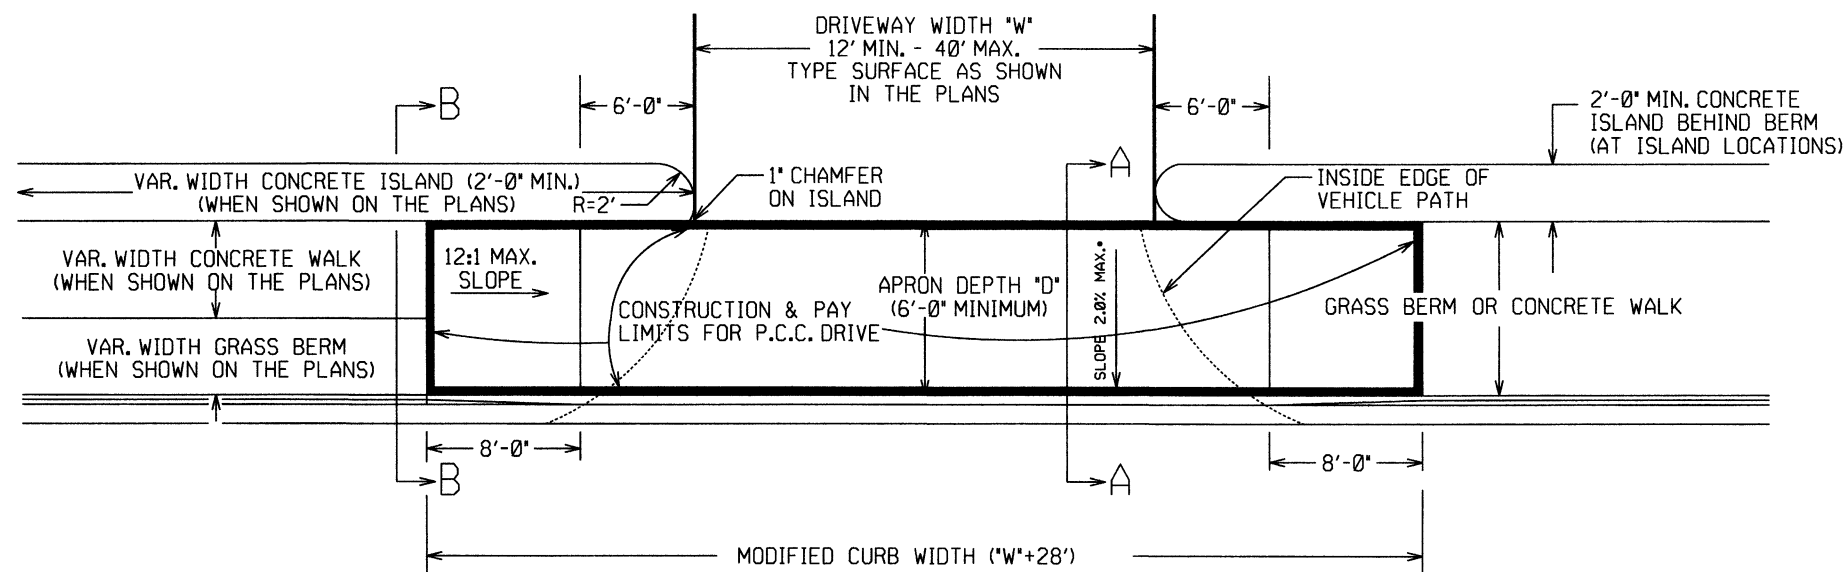 DRIVEWAY WIDTH "W"
12' MIN. - 40' MAX.
TYPE SURFACE AS SHOWN
IN THE PLANS
B
6'-0"
6'-0"
2'-0" MIN. CONCRETE
ISLAND BEHIND BERM
(AT ISLAND LOCATIONS)
VAR. WIDTH CONCRETE ISLAND (2'-0" MIN.)
(WHEN SHOWN ON THE PLANS)
R=2'
1" CHAMFER
ON ISLAND
A
INSIDE EDGE OF
VEHICLE PATH
VAR. WIDTH CONCRETE WALK
(WHEN SHOWN ON THE PLANS)
12:1 MAX.
SLOPE
CONSTRUCTION & PAY
LIMITS FOR P.C.C. DRIVE
APRON DEPTH "D"
(6'-0" MINIMUM)
SLOPE 2.0% MAX.•
GRASS BERM OR CONCRETE WALK
VAR. WIDTH GRASS BERM
(WHEN SHOWN ON THE PLANS)
8'-0"
8'-0"
B
A
MODIFIED CURB WIDTH ("W"+28')